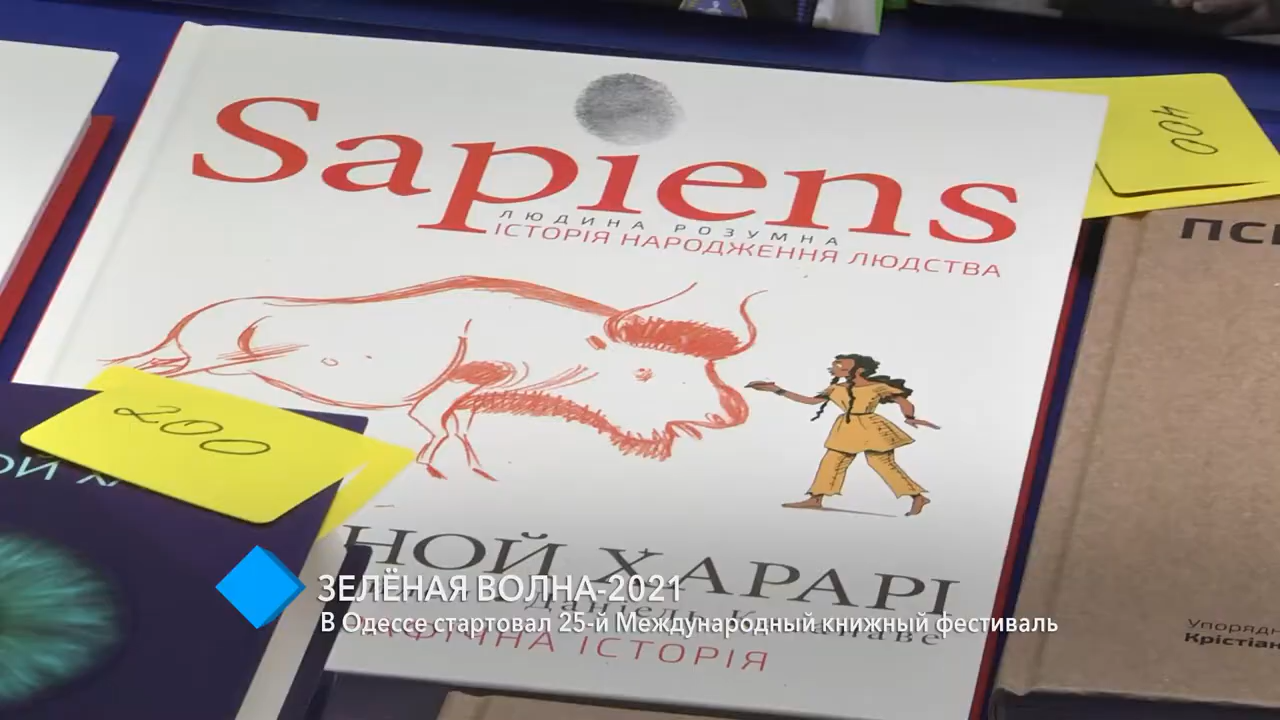 Sapiens
ЛЮДИНА РОЗУМНА
ІСТОРІЯ НАРОДЖЕННЯ ЛЮДСТВА
400
200
НОЙ ХАРАРІ
ЗЕЛЁНАЯ ВОЛНА-2021
В Одессе стартовал 25-й Международный книжный фестиваль
ІСТОРІЯ
Упорядн
Крістіан